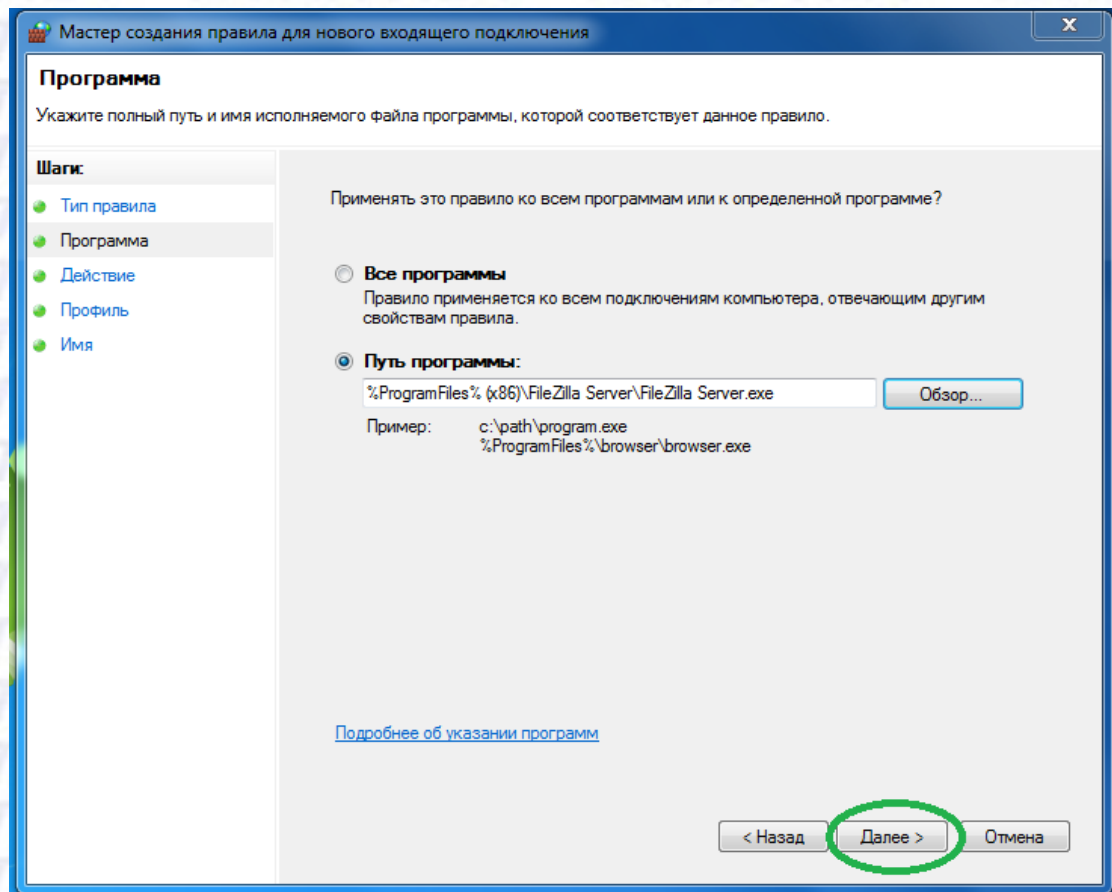 Мастер создания правила для нового входящего подключения
Программа
Укажите полный путь и имя исполняемого файла программы, которой соответствует данное правило.
Шаги:
Тип правила
Программа
Действие
Профиль
Имя
Применять это правило ко всем программам или к определенной программе?
Все программы
Правило применяется ко всем подключениям компьютера, отвечающим другим
свойствам правила.
Путь программы:
%ProgramFiles% (x86)\FileZilla Server\FileZilla Server.exe
Обзор...
Пример: c:\path\program.exe
%ProgramFiles%\browser\browser.exe
Подробнее об указании программ
< Назад Далее > Отмена